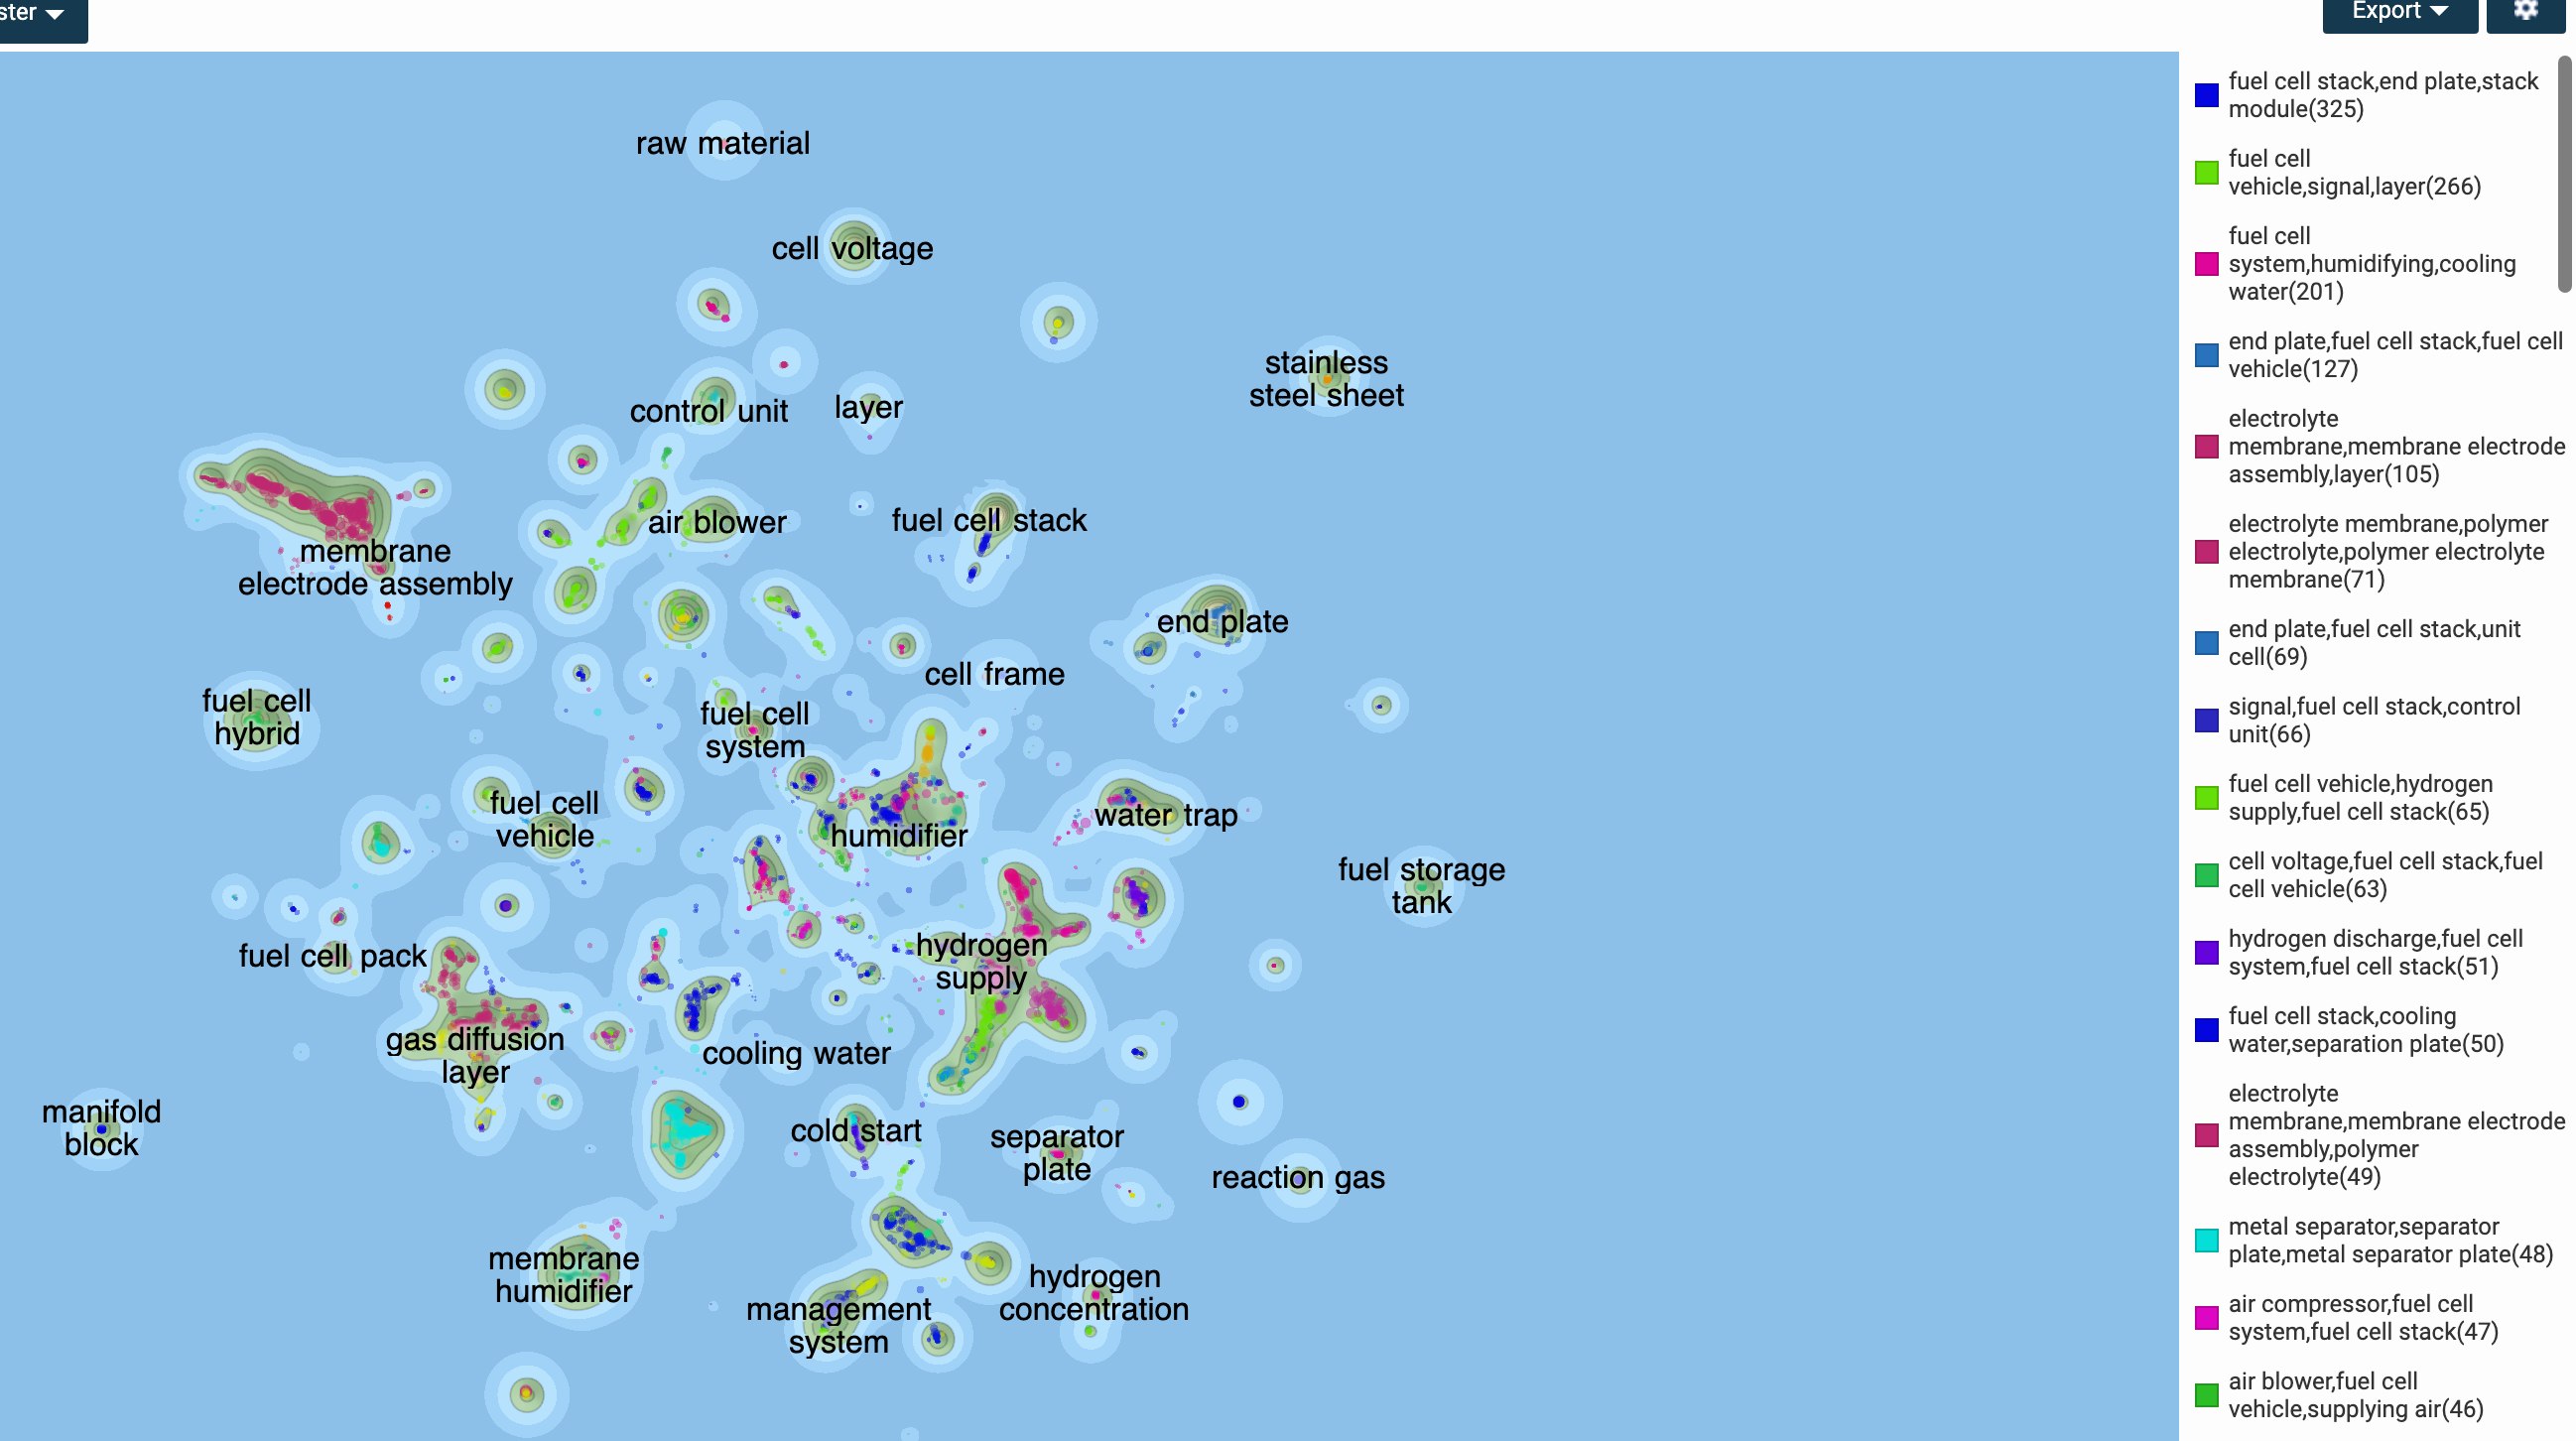 ster
Export
raw material
cell voltage
stainless
steel sheet
control unit
layer
air blower
fuel cell stack
membrane
electrode assembly
end plate
cell frame
fuel cell
hybrid
fuel cell
system
fuel cell
vehicle
humidifier
water trap
fuel storage
tank
fuel cell pack
hydrogen
supply
gas diffusion
layer
cooling water
manifold
block
cold start
separator
plate
reaction gas
membrane
humidifier
management
system
hydrogen
concentration
fuel cell stack,end plate,stack
module(325)
fuel cell
vehicle,signal,layer(266)
fuel cell
system,humidifying,cooling
water(201)
end plate,fuel cell stack,fuel cell
vehicle(127)
electrolyte
membrane,membrane electrode
assembly,layer(105)
electrolyte membrane,polymer
electrolyte,polymer electrolyte
membrane(71)
end plate,fuel cell stack,unit
cell(69)
signal,fuel cell stack,control
unit(66)
fuel cell vehicle,hydrogen
supply,fuel cell stack(65)
cell voltage,fuel cell stack,fuel
cell vehicle(63)
hydrogen discharge,fuel cell
system,fuel cell stack(51)
fuel cell stack,cooling
water,separation plate(50)
electrolyte
membrane,membrane electrode
assembly,polymer
electrolyte(49)
metal separator,separator
plate,metal separator plate(48)
air compressor,fuel cell
system,fuel cell stack(47)
air blower,fuel cell
vehicle,supplying air(46)